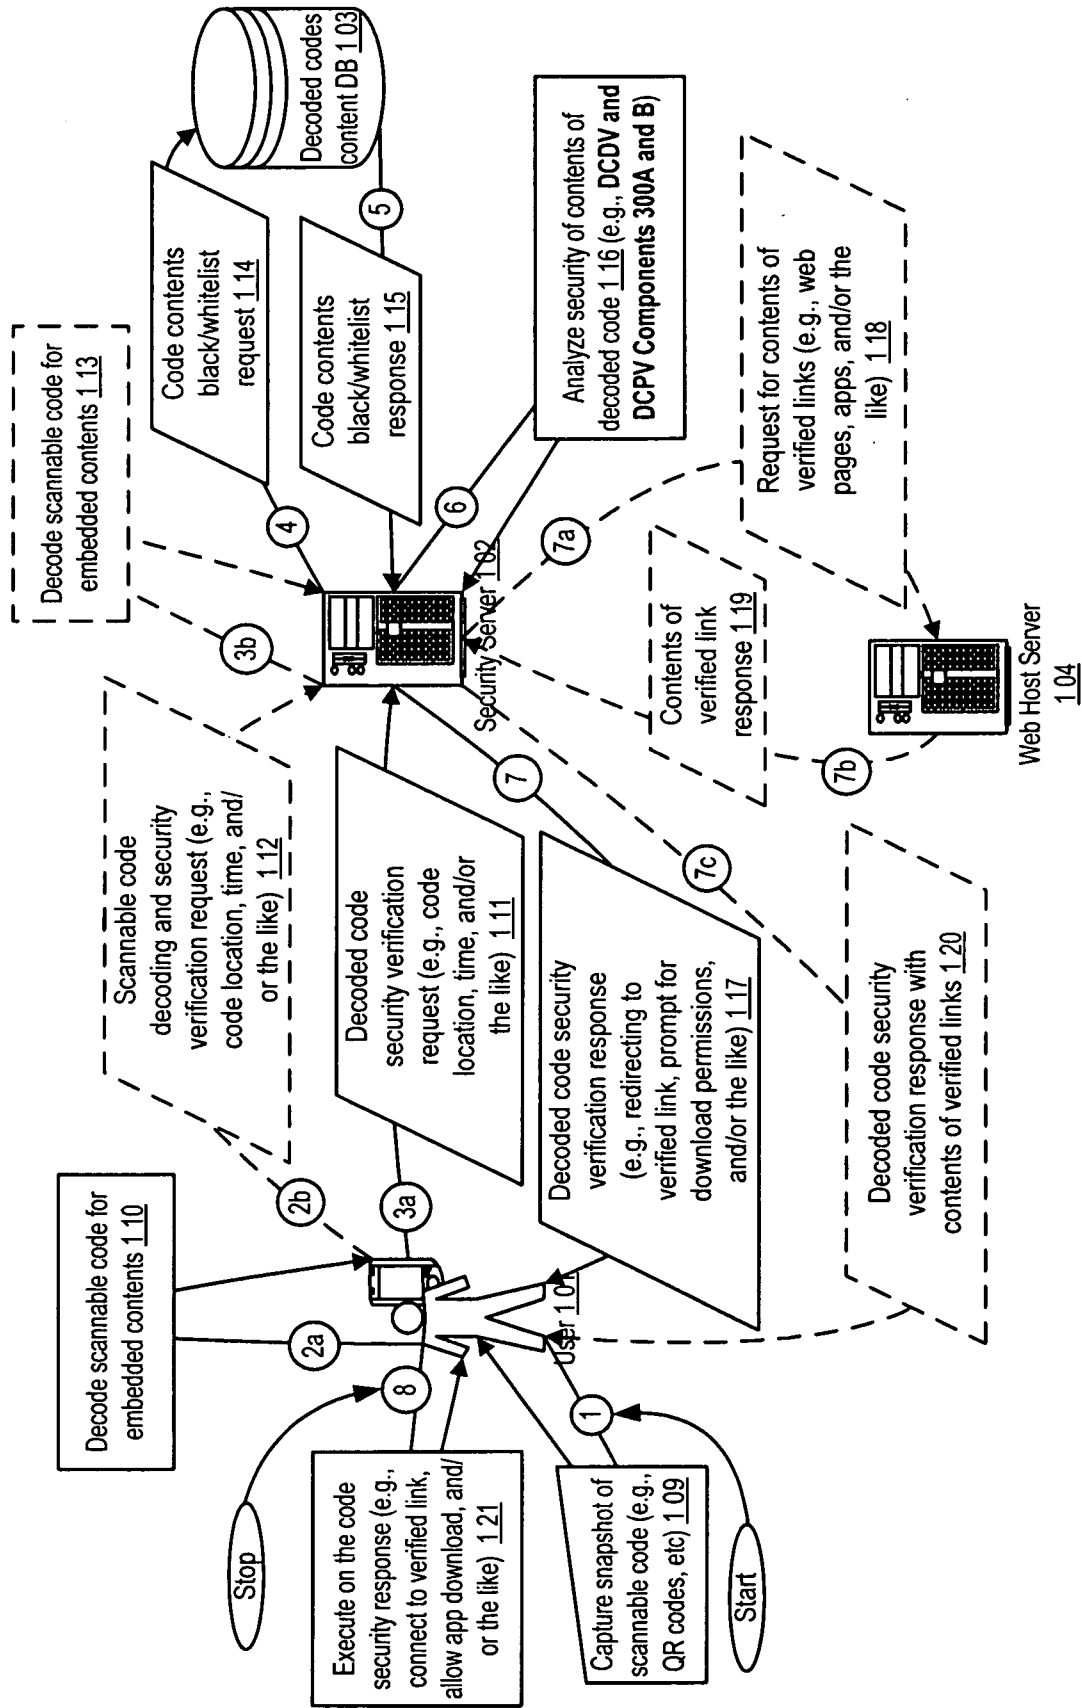 Stop
8
Execute on the code
security response (e.g.,
connect to verified link,
allow app download, and/
or the like) 121
Capture snapshot of
scannable code (e.g.,
QR codes, etc) 109
Start
1
Decode scannable code for
embedded contents 110
2a
2b
3a
User 101
Scannable code
decoding and security
verification request (e.g.,
code location, time, and/
or the like) 112
Decoded code
security verification
request (e.g., code
location, time, and/or
the like) 111
Decoded code security
verification response
(e.g., redirecting to
verified link, prompt for
download permissions,
and/or the like) 117
Decoded code security
verification response with
contents of verified links 120
7
7c
3b
Decode scannable code for
embedded contents 113
Security Server 102
4
5
6
7a
7b
Code contents
black/whitelist
request 114
Code contents
black/whitelist
response 115
Decoded codes
content DB 103
Analyze security of contents of
decoded code 116 (e.g., DCDV and
DCPV Components 300A and B)
Contents of
verified link
response 119
Request for contents of
verified links (e.g., web
pages, apps, and/or the
like) 118
Web Host Server
104